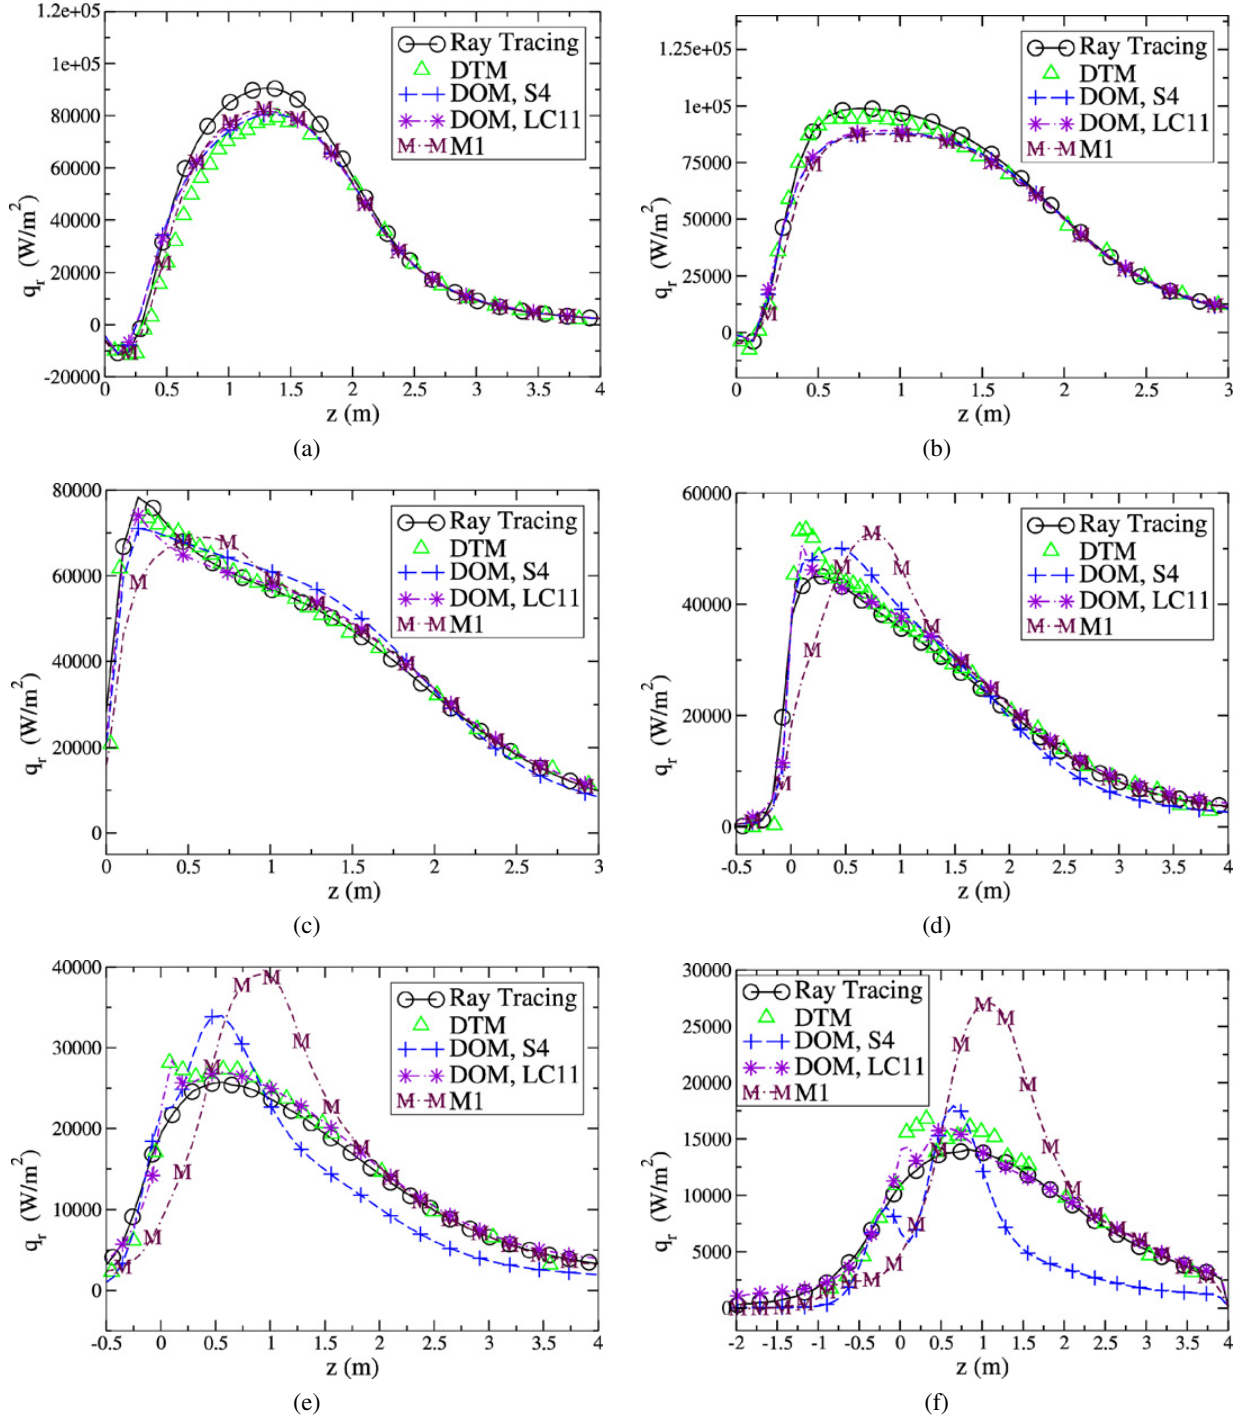 1.2e+05
1e+05
80000
60000
40000
20000
0
-20000
q_r (W/m²)
0 0.5 1 1.5 2 2.5 3 3.5 4
z (m)
Ray Tracing
DTM
DOM, S4
DOM, LC11
M M M1
(a)
1.25e+05
1e+05
75000
50000
25000
0
q_r (W/m²)
0 0.5 1 1.5 2 2.5 3
z (m)
Ray Tracing
DTM
DOM, S4
DOM, LC11
M M M1
(b)
80000
60000
40000
20000
0
q_r (W/m²)
0 0.5 1 1.5 2 2.5 3
z (m)
Ray Tracing
DTM
DOM, S4
DOM, LC11
M M M1
(c)
60000
40000
20000
0
q_r (W/m²)
-0.5 0 0.5 1 1.5 2 2.5 3 3.5 4
z (m)
Ray Tracing
DTM
DOM, S4
DOM, LC11
M M M1
(d)
40000
30000
20000
10000
0
q_r (W/m²)
-0.5 0 0.5 1 1.5 2 2.5 3 3.5 4
z (m)
Ray Tracing
DTM
DOM, S4
DOM, LC11
M M M1
(e)
30000
25000
20000
15000
10000
5000
0
q_r (W/m²)
-2 -1.5 -1 -0.5 0 0.5 1 1.5 2 2.5 3 3.5 4
z (m)
Ray Tracing
DTM
DOM, S4
DOM, LC11
M M M1
(f)